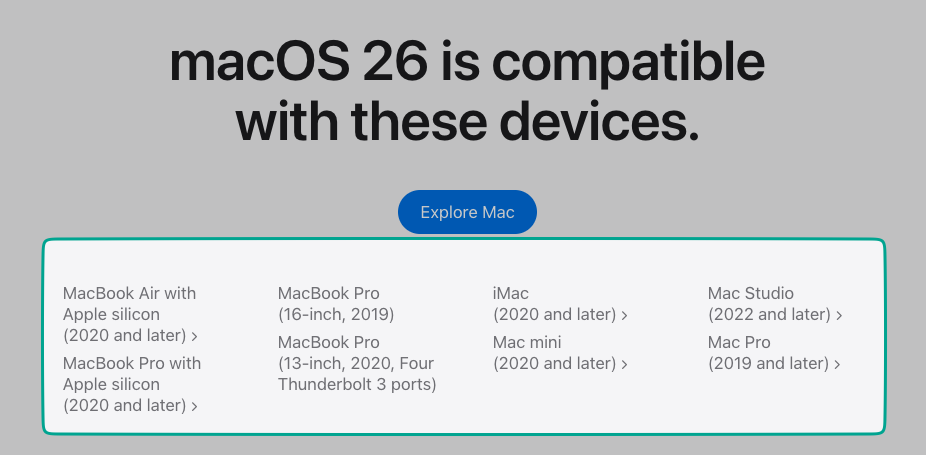 macOS 26 is compatible
with these devices.
Explore Mac
MacBook Air with
Apple silicon
(2020 and later) >
MacBook Pro with
Apple silicon
(2020 and later) >
MacBook Pro
(16-inch, 2019)
MacBook Pro
(13-inch, 2020, Four
Thunderbolt 3 ports)
iMac
(2020 and later) >
Mac mini
(2020 and later) >
Mac Studio
(2022 and later) >
Mac Pro
(2019 and later) >